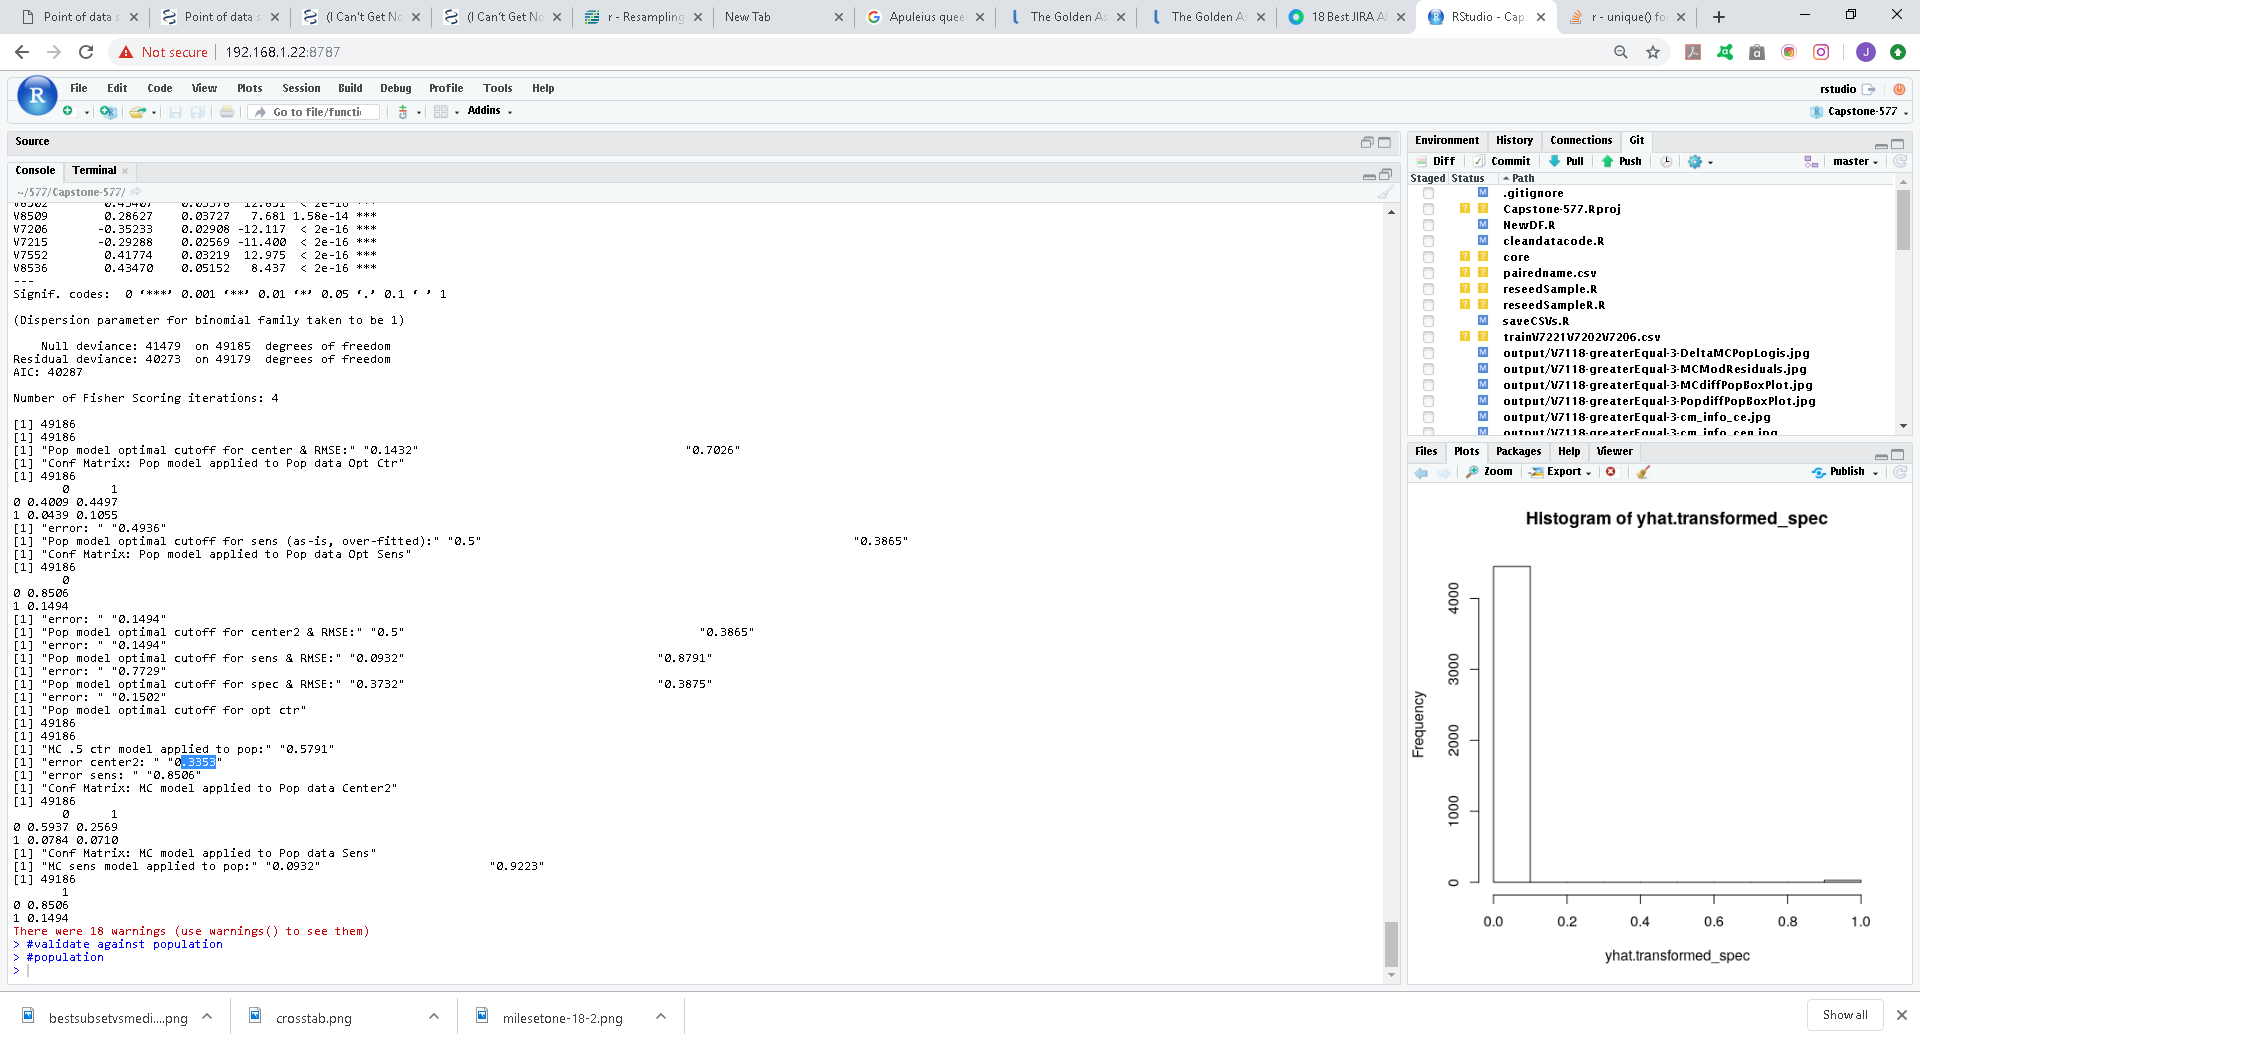 Point of data s
Point of data s
(I Can't Get No
(I Can't Get No
r - Resampling
New Tab
Apuleius quee
The Golden As
The Golden As
18 Best JIRA Al
RStudio - Cap
r - unique() fo
Not secure
192.168.1.22:8787
File Edit Code View Plots Session Build Debug Profile Tools Help
rstudio
Go to file/functi
Addins
Capstone-577
Source
Console Terminal
~/577/Capstone-577/
V8502 0.43407 0.03378 12.851 < 2e-16 ***
V8509 0.28627 0.03727 7.681 1.58e-14 ***
V7206 -0.35233 0.02908 -12.117 < 2e-16 ***
V7215 -0.29288 0.02569 -11.400 < 2e-16 ***
V7552 0.41774 0.03219 12.975 < 2e-16 ***
V8536 0.43470 0.05152 8.437 < 2e-16 ***
---
Signif. codes: 0 ‘***’ 0.001 ‘**’ 0.01 ‘*’ 0.05 ‘.’ 0.1 ‘ ’ 1
(Dispersion parameter for binomial family taken to be 1)
Null deviance: 41479 on 49185 degrees of freedom
Residual deviance: 40273 on 49179 degrees of freedom
AIC: 40287
Number of Fisher Scoring iterations: 4
[1] 49186
[1] 49186
[1] "Pop model optimal cutoff for center & RMSE:" "0.1432" "0.7026"
[1] "Conf Matrix: Pop model applied to Pop data Opt Ctr"
[1] 49186
0 1
0 0.4009 0.4497
1 0.0439 0.1055
[1] "error: " "0.4936"
[1] "Pop model optimal cutoff for sens (as-is, over-fitted):" "0.5" "0.3865"
[1] "Conf Matrix: Pop model applied to Pop data Opt Sens"
[1] 49186
0
0 0.8506
1 0.1494
[1] "error: " "0.1494"
[1] "Pop model optimal cutoff for center2 & RMSE:" "0.5" "0.3865"
[1] "error: " "0.1494"
[1] "Pop model optimal cutoff for sens & RMSE:" "0.0932" "0.8791"
[1] "error: " "0.7729"
[1] "Pop model optimal cutoff for spec & RMSE:" "0.3732" "0.3875"
[1] "error: " "0.1502"
[1] "Pop model optimal cutoff for opt ctr"
[1] 49186
[1] 49186
[1] "MC .5 ctr model applied to pop:" "0.5791"
[1] "error center2: " "0.3353"
[1] "error sens: " "0.8506"
[1] "Conf Matrix: MC model applied to Pop data Center2"
[1] 49186
0 1
0 0.5937 0.2569
1 0.0784 0.0710
[1] "Conf Matrix: MC model applied to Pop data Sens"
[1] "MC sens model applied to pop:" "0.0932" "0.9223"
[1] 49186
1
0 0.8506
1 0.1494
There were 18 warnings (use warnings() to see them)
> #validate against population
> #population
>
Environment History Connections Git
Diff Commit Pull Push master
Staged Status Path
.gitignore
Capstone-577.Rproj
NewDF.R
cleandatacode.R
core
pairedname.csv
reseedSample.R
reseedSampleR.R
saveCSVs.R
trainV7221V7202V7206.csv
output/V7118-greaterEqual-3-DeltaMCPopLogis.jpg
output/V7118-greaterEqual-3-MCModResiduals.jpg
output/V7118-greaterEqual-3-MCdiffPopBoxPlot.jpg
output/V7118-greaterEqual-3-PopdiffPopBoxPlot.jpg
output/V7118-greaterEqual-3-cm_info_ce.jpg
output/V7118-greaterEqual-3-cm_info_cen.jpg
Files Plots Packages Help Viewer
Zoom Export Publish
Histogram of yhat.transformed_spec
Frequency
4000
3000
2000
1000
0
0.0 0.2 0.4 0.6 0.8 1.0
yhat.transformed_spec
bestsubsetvsmedi....png
crosstab.png
milesetone-18-2.png
Show all